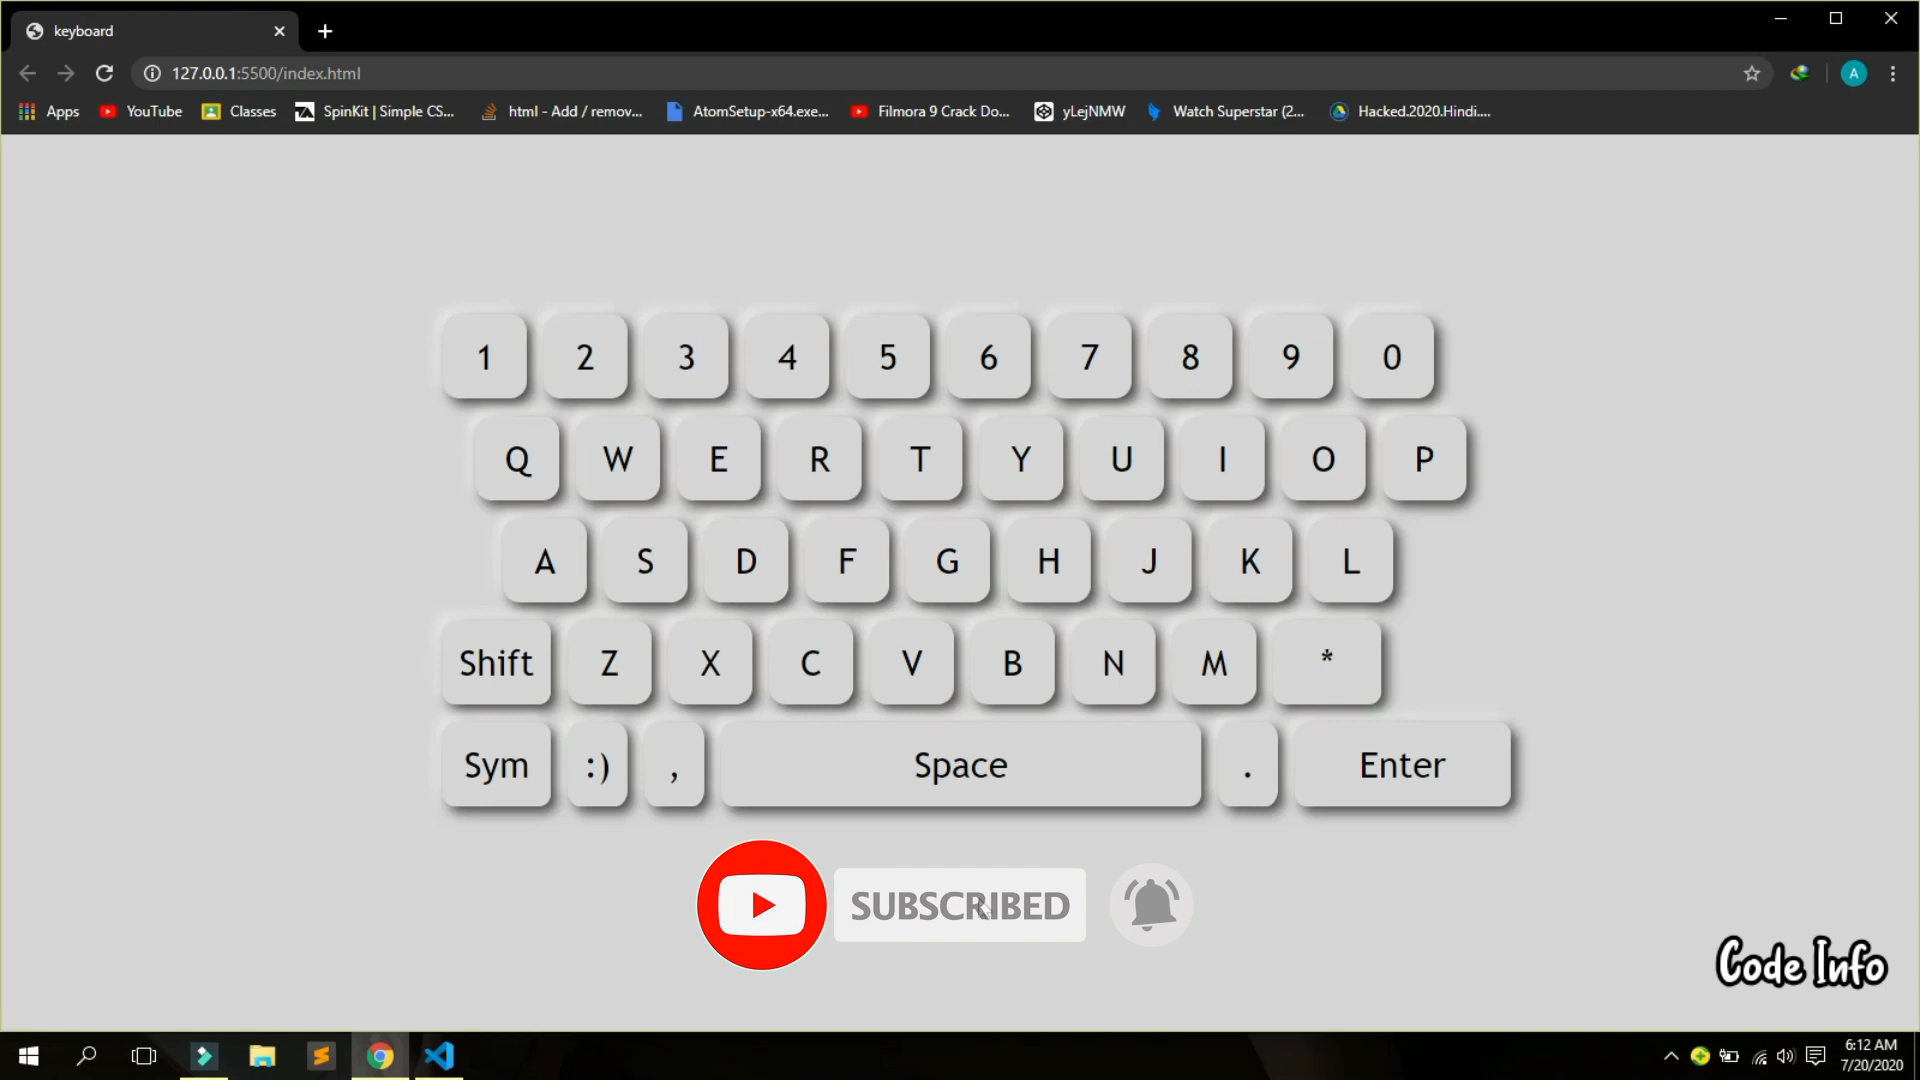 keyboard
127.0.0.1:5500/index.html
A
Apps YouTube Classes SpinKit | Simple CS... html - Add / remov... AtomSetup-x64.exe... Filmora 9 Crack Do... yLejNMW Watch Superstar (2... Hacked.2020.Hindi....
1 2 3 4 5 6 7 8 9 0
Q W E R T Y U I O P
A S D F G H J K L
Shift Z X C V B N M *
Sym :) , Space . Enter
SUBSCRIBED
Code Info
6:12 AM
7/20/2020